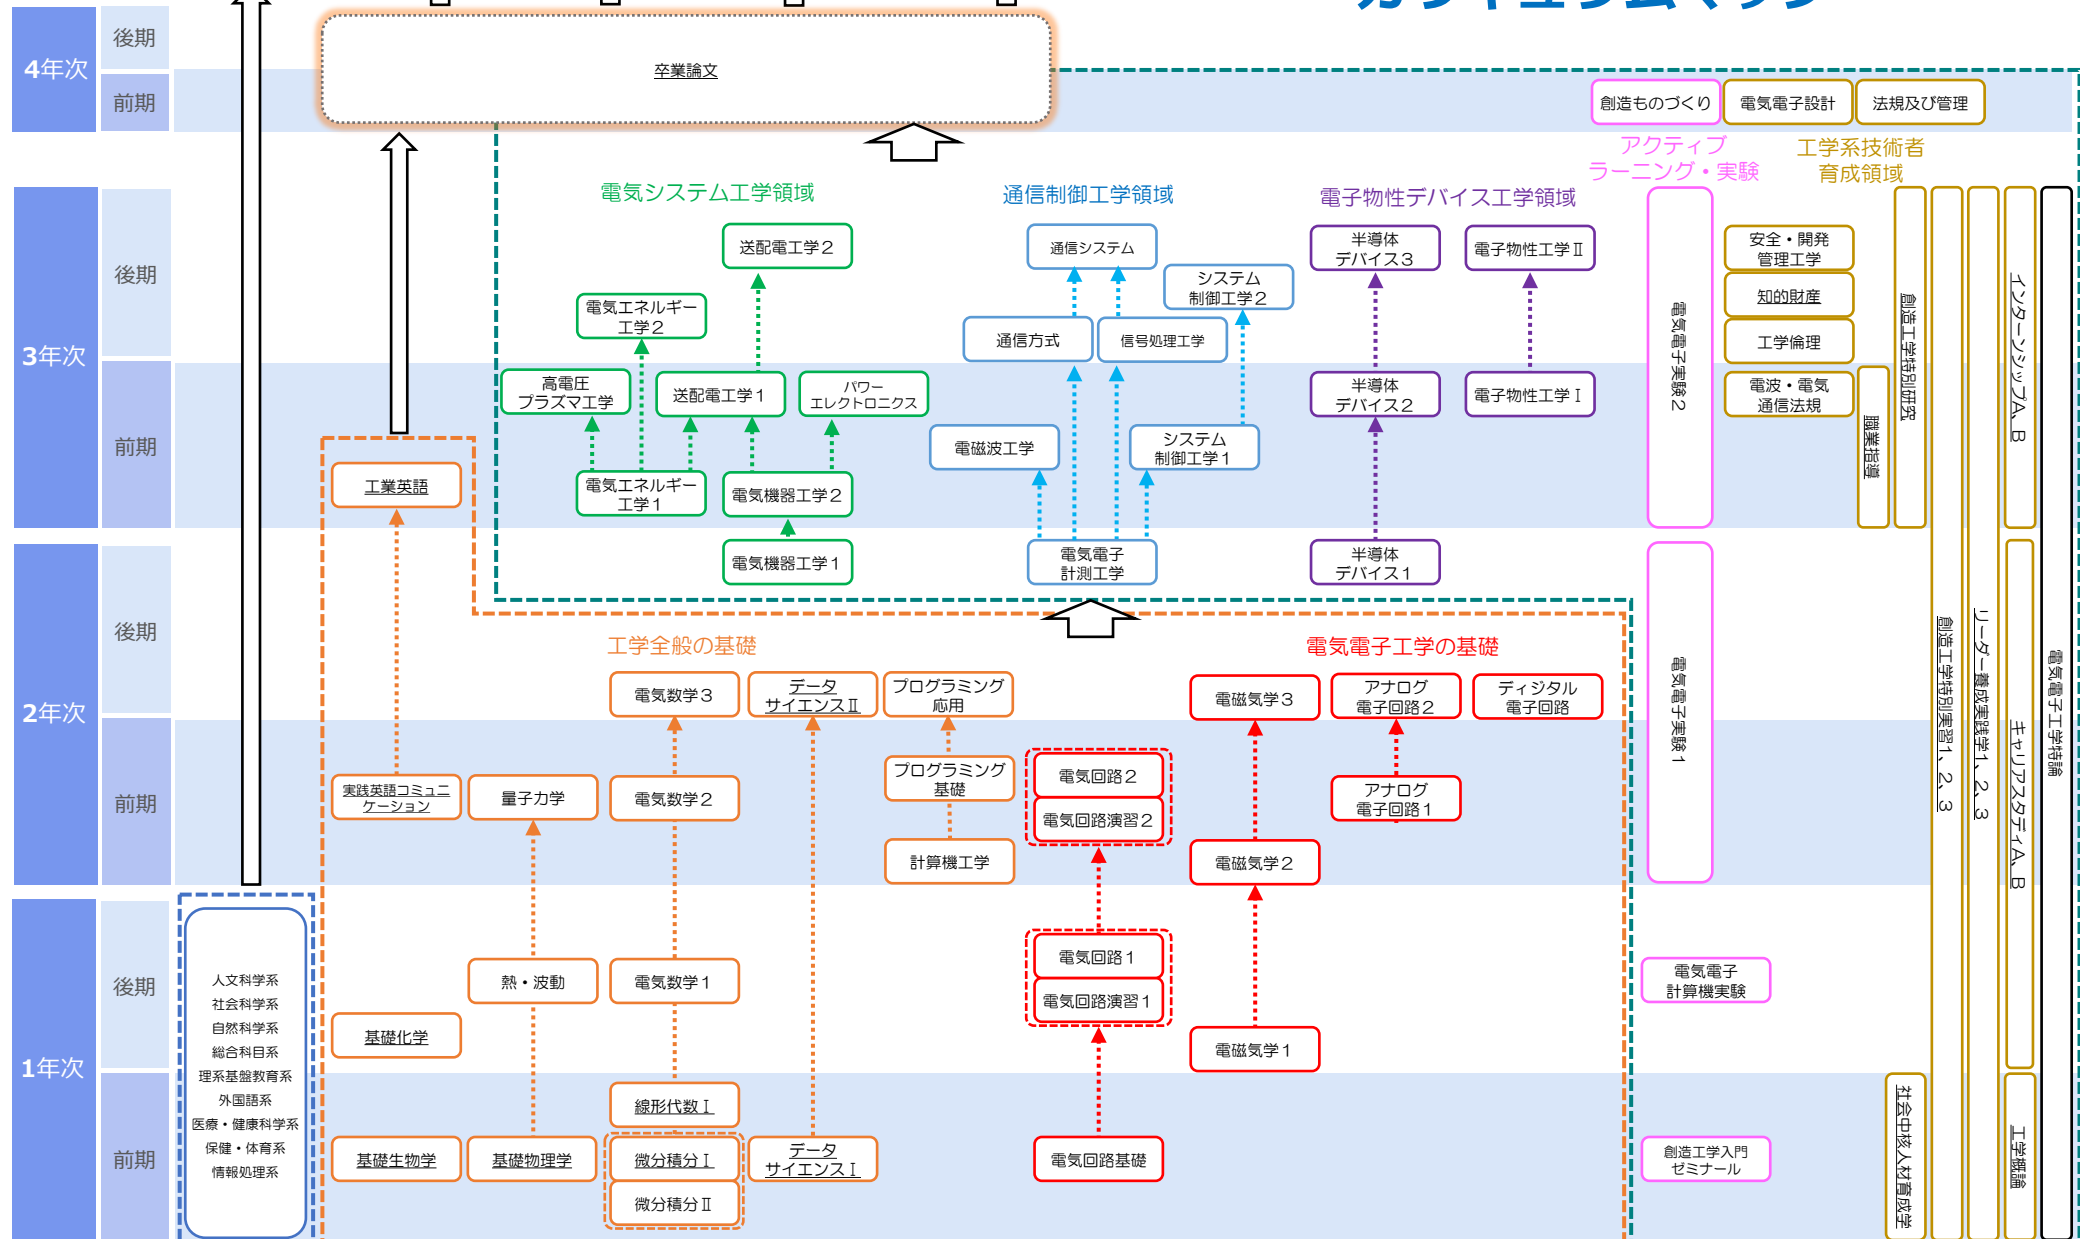 カリキュラムマップ
4年次
後期
前期
卒業論文
創造ものづくり
電気電子設計
法規及び管理
アクティブ
ラーニング・実験
工学系技術者
育成領域
3年次
後期
前期
電気システム工学領域
通信制御工学領域
電子物性デバイス工学領域
送配電工学2
電気エネルギー
工学2
高電圧
プラズマ工学
送配電工学1
パワー
エレクトロニクス
電気エネルギー
工学1
電気機器工学2
電気機器工学1
通信システム
システム
制御工学2
通信方式
信号処理工学
電磁波工学
システム
制御工学1
電気電子
計測工学
半導体
デバイス3
電子物性工学Ⅱ
半導体
デバイス2
電子物性工学Ⅰ
半導体
デバイス1
電気電子実験2
安全・開発
管理工学
知的財産
工学倫理
電波・電気
通信法規
職業指導
創造工学特別研究
インターンシップA、B
工業英語
2年次
後期
前期
工学全般の基礎
電気電子工学の基礎
電気数学3
データ
サイエンスⅡ
プログラミング
応用
電磁気学3
アナログ
電子回路2
ディジタル
電子回路
実践英語コミュニ
ケーション
量子力学
電気数学2
プログラミング
基礎
計算機工学
電気回路2
電気回路演習2
電磁気学2
アナログ
電子回路1
電気電子実験1
創造工学特別実習1、2、3
リーダー養成実践学1、2、3
キャリアスタディA、B
電気電子工学特論
1年次
後期
前期
人文科学系
社会科学系
自然科学系
総合科目系
理系基盤教育系
外国語系
医療・健康科学系
保健・体育系
情報処理系
熱・波動
電気数学1
基礎化学
電気回路1
電気回路演習1
電磁気学1
電気電子
計算機実験
線形代数Ⅰ
基礎生物学
基礎物理学
微分積分Ⅰ
微分積分Ⅱ
データ
サイエンスⅠ
電気回路基礎
創造工学入門
ゼミナール
社会中核人材育成学
工学概論